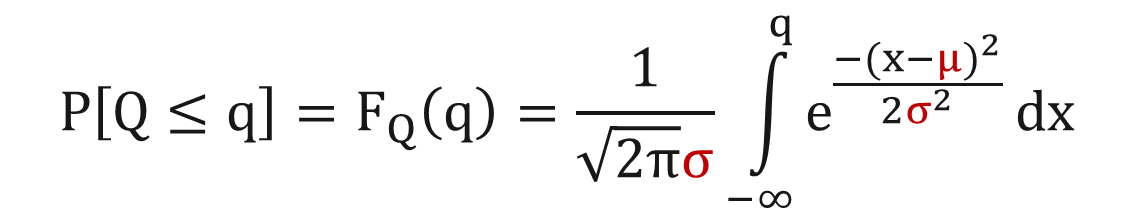 P[Q ≤ q] = F_Q(q) = \frac{1}{\sqrt{2π}σ} \int_{-∞}^{q} e^{\frac{-(x-μ)^2}{2σ^2}} dx